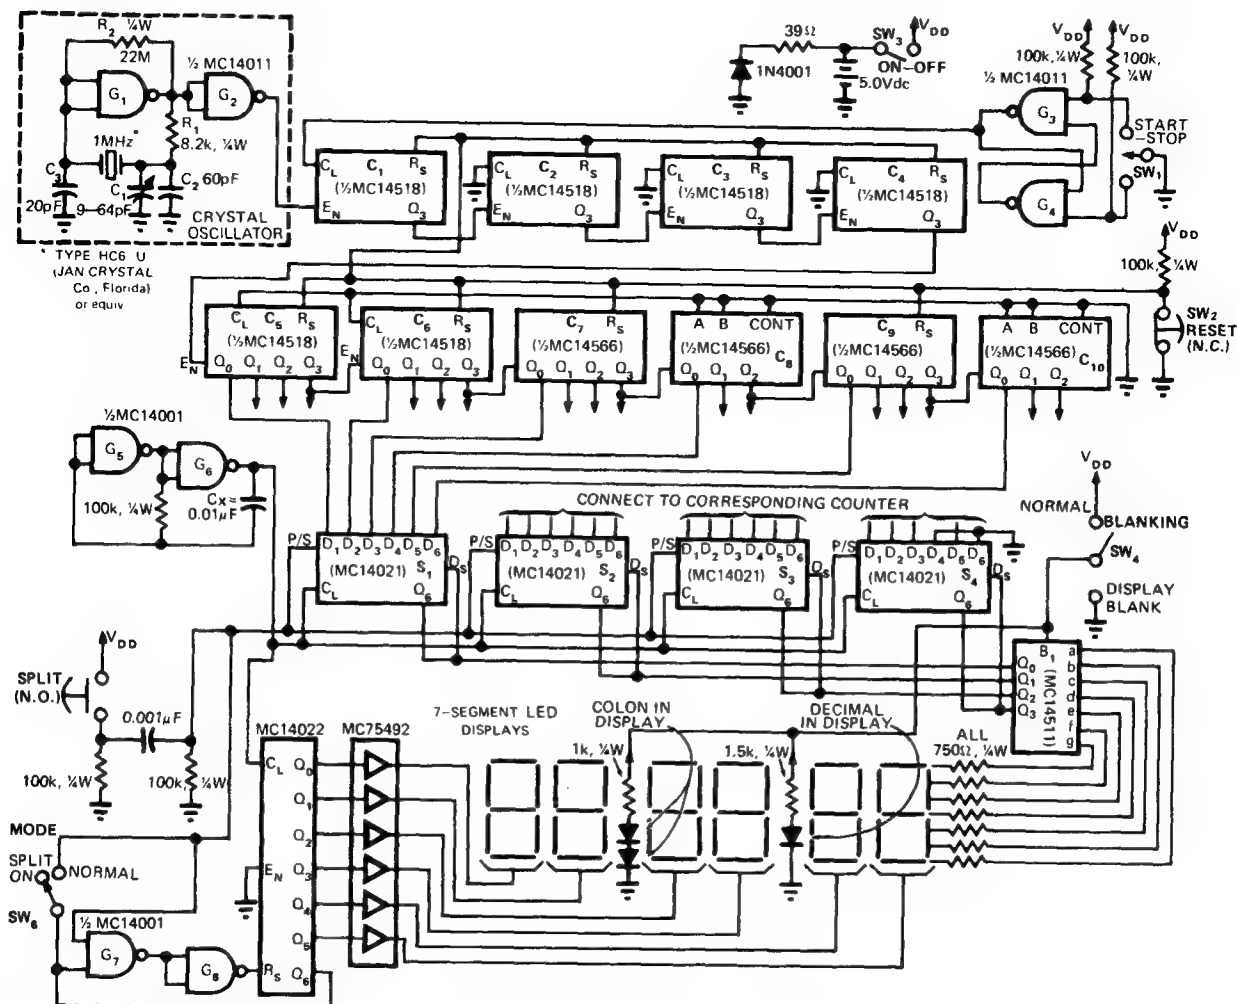 R2 ¼W
22M
½ MC14011
G1
G2
R1
8.2k, ¼W
1MHz*
C3
20pF
C1
9–64pF
C2 60pF
CRYSTAL
OSCILLATOR
* TYPE HC6 U
(JAN CRYSTAL
Co, Florida)
or equiv
39Ω
1N4001
SW3
VDD
ON–OFF
5.0Vdc
VDD VDD
100k, ¼W
100k,
¼W
½ MC14011
G3
G4
START
–STOP
SW1
CL C1 RS
(½MC14518)
EN Q3
CL C2 RS
(½MC14518)
EN Q3
CL C3 RS
(½MC14518)
EN Q3
CL C4 RS
(½MC14518)
EN Q3
VDD
100k, ¼W
SW2
RESET
(N.C.)
CL C5 RS
(½MC14518)
EN Q0 Q1 Q2 Q3
CL C6 RS
(½MC14518)
EN Q0 Q1 Q2 Q3
C7 RS
(½MC14566)
Q0 Q1 Q2 Q3
A B CONT
(½MC14566) C8
Q0 Q1 Q2
C9 RS
(½MC14566)
Q0 Q1 Q2 Q3
A B CONT
(½MC14566) C10
Q0 Q1 Q2
½MC14001
G5
G6
100k, ¼W
CX=
0.01µF
CONNECT TO CORRESPONDING COUNTER
P/S D1 D2 D3 D4 D5 D6
(MC14021) S1 DS
CL Q6
P/S D1 D2 D3 D4 D5 D6
(MC14021) S2 DS
CL Q6
P/S D1 D2 D3 D4 D5 D6
(MC14021) S3 DS
CL Q6
P/S D1 D2 D3 D4 D5 D6
(MC14021) S4 DS
CL Q6
VDD
NORMAL
BLANKING
SW4
DISPLAY
BLANK
B1
(MC14511)
Q0 Q1 Q2 Q3
a b c d e f g
VDD
SPLIT
(N.O.)
0.001µF
100k, ¼W
100k, ¼W
MC14022
CL Q0
Q1
Q2
EN Q3
Q4
Q5
RS Q6
MC75492
7-SEGMENT LED
DISPLAYS
COLON IN
DISPLAY
1k, ¼W
DECIMAL
IN DISPLAY
1.5k, ¼W
ALL
750Ω, ¼W
MODE
SPLIT
ON
NORMAL
SW6
½ MC14001
G7
G8